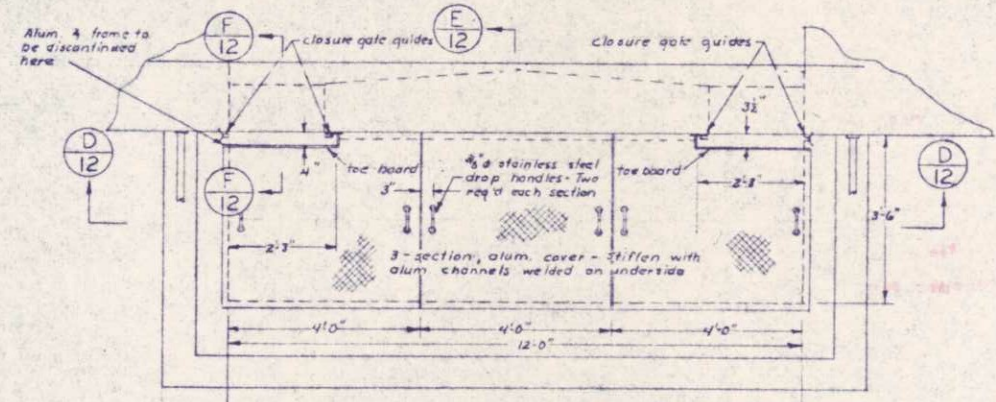 Alum. ∠ frame to
be discontinued
here
F
12
closure gate guides
E
12
closure gate guides
3½"
D
12
D
12
toe-board
4"
F
12
3"
stainless steel
drop handles - Two
req'd each section
toe board
2'-3"
3'-6"
2'-3"
3-section, alum. cover - stiffen with
alum channels welded on underside
4'-0"
4'-0"
4'-0"
12'-0"